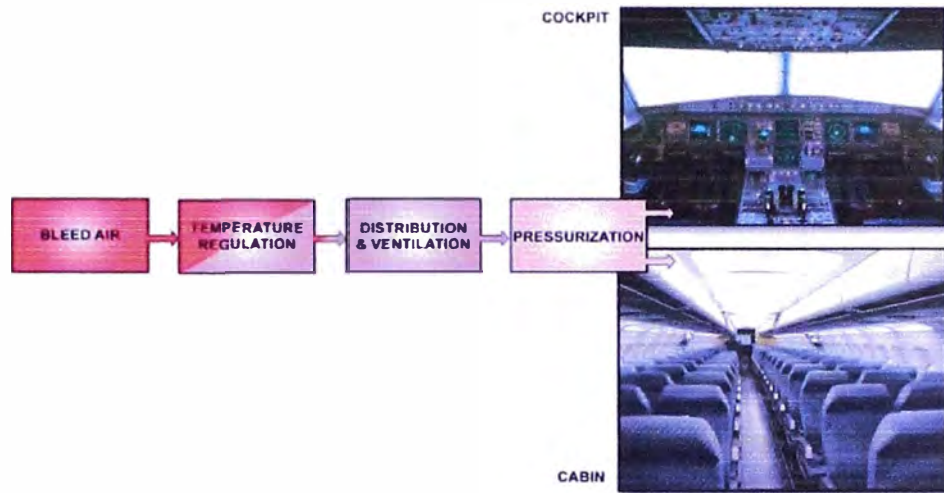 COCKPIT
BLEED AIR
TEMPERATURE
REGULATION
DISTRIBUTION
& VENTILATION
PRESSURIZATION
CABIN